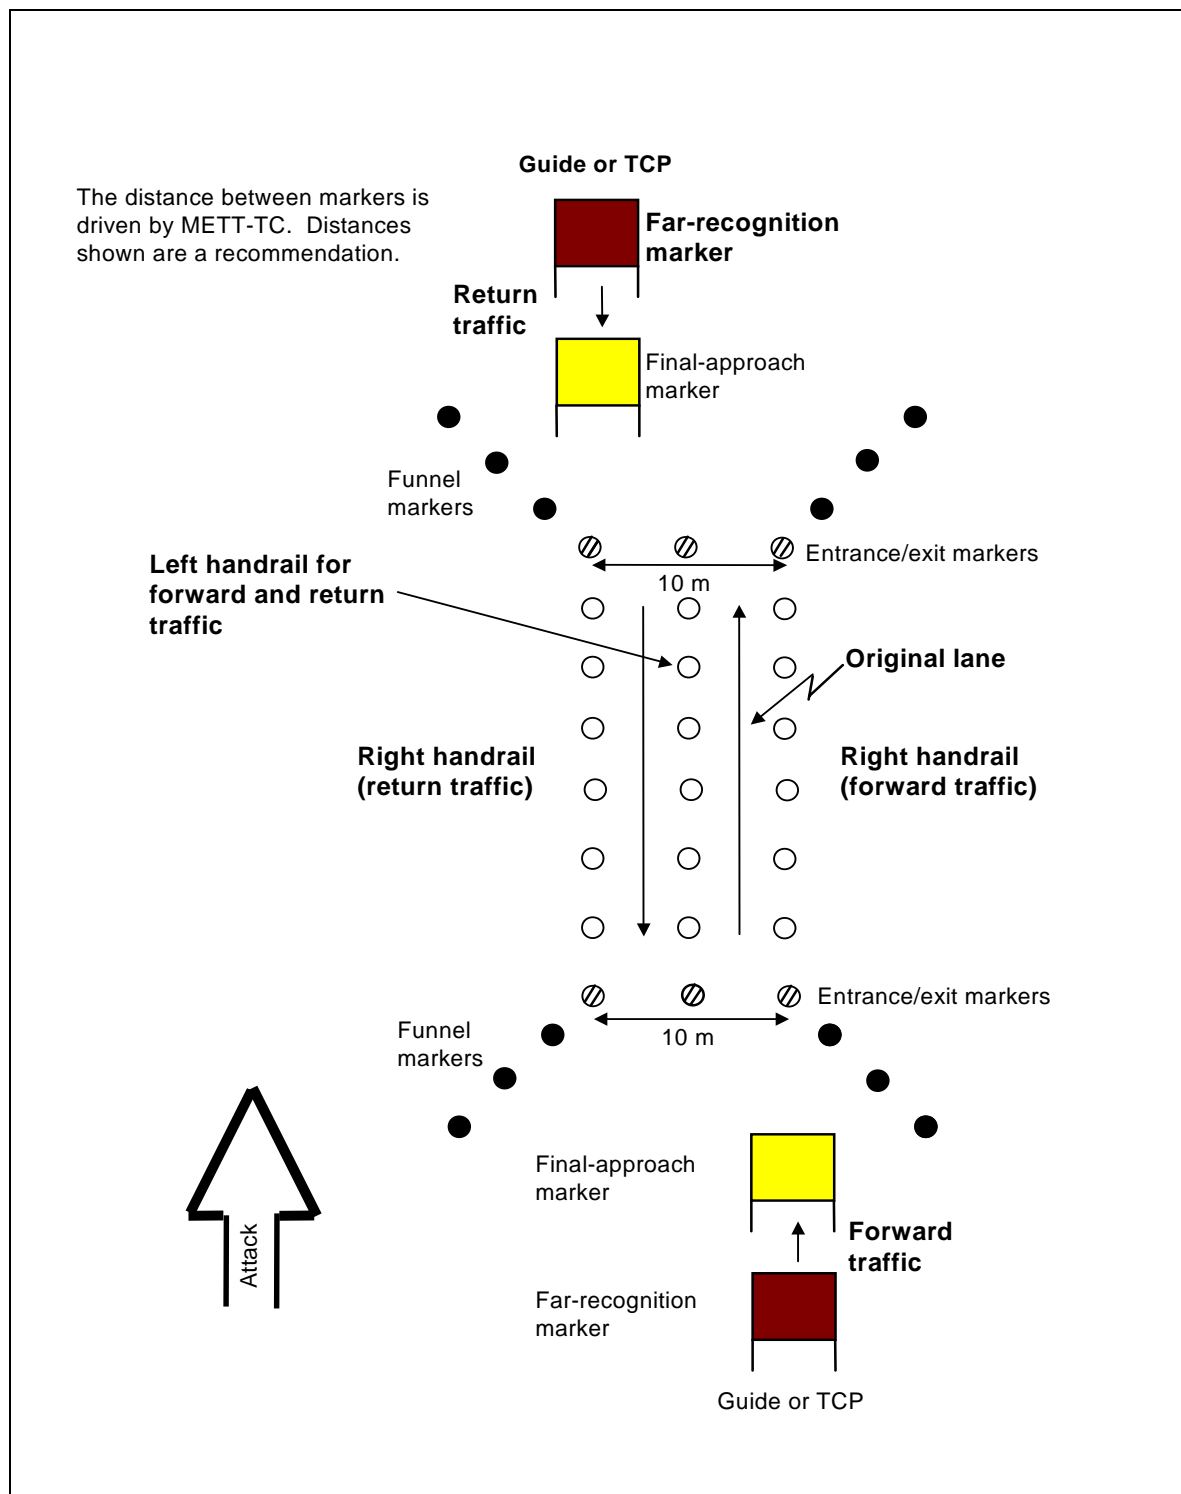 Guide or TCP
The distance between markers is
driven by METT-TC.  Distances
shown are a recommendation.
Far-recognition
marker
Return
traffic
Final-approach
marker
Funnel
markers
Entrance/exit markers
Left handrail for
forward and return
traffic
10 m
Original lane
Right handrail
(return traffic)
Right handrail
(forward traffic)
Entrance/exit markers
Funnel
markers
10 m
Attack
Final-approach
marker
Forward
traffic
Far-recognition
marker
Guide or TCP